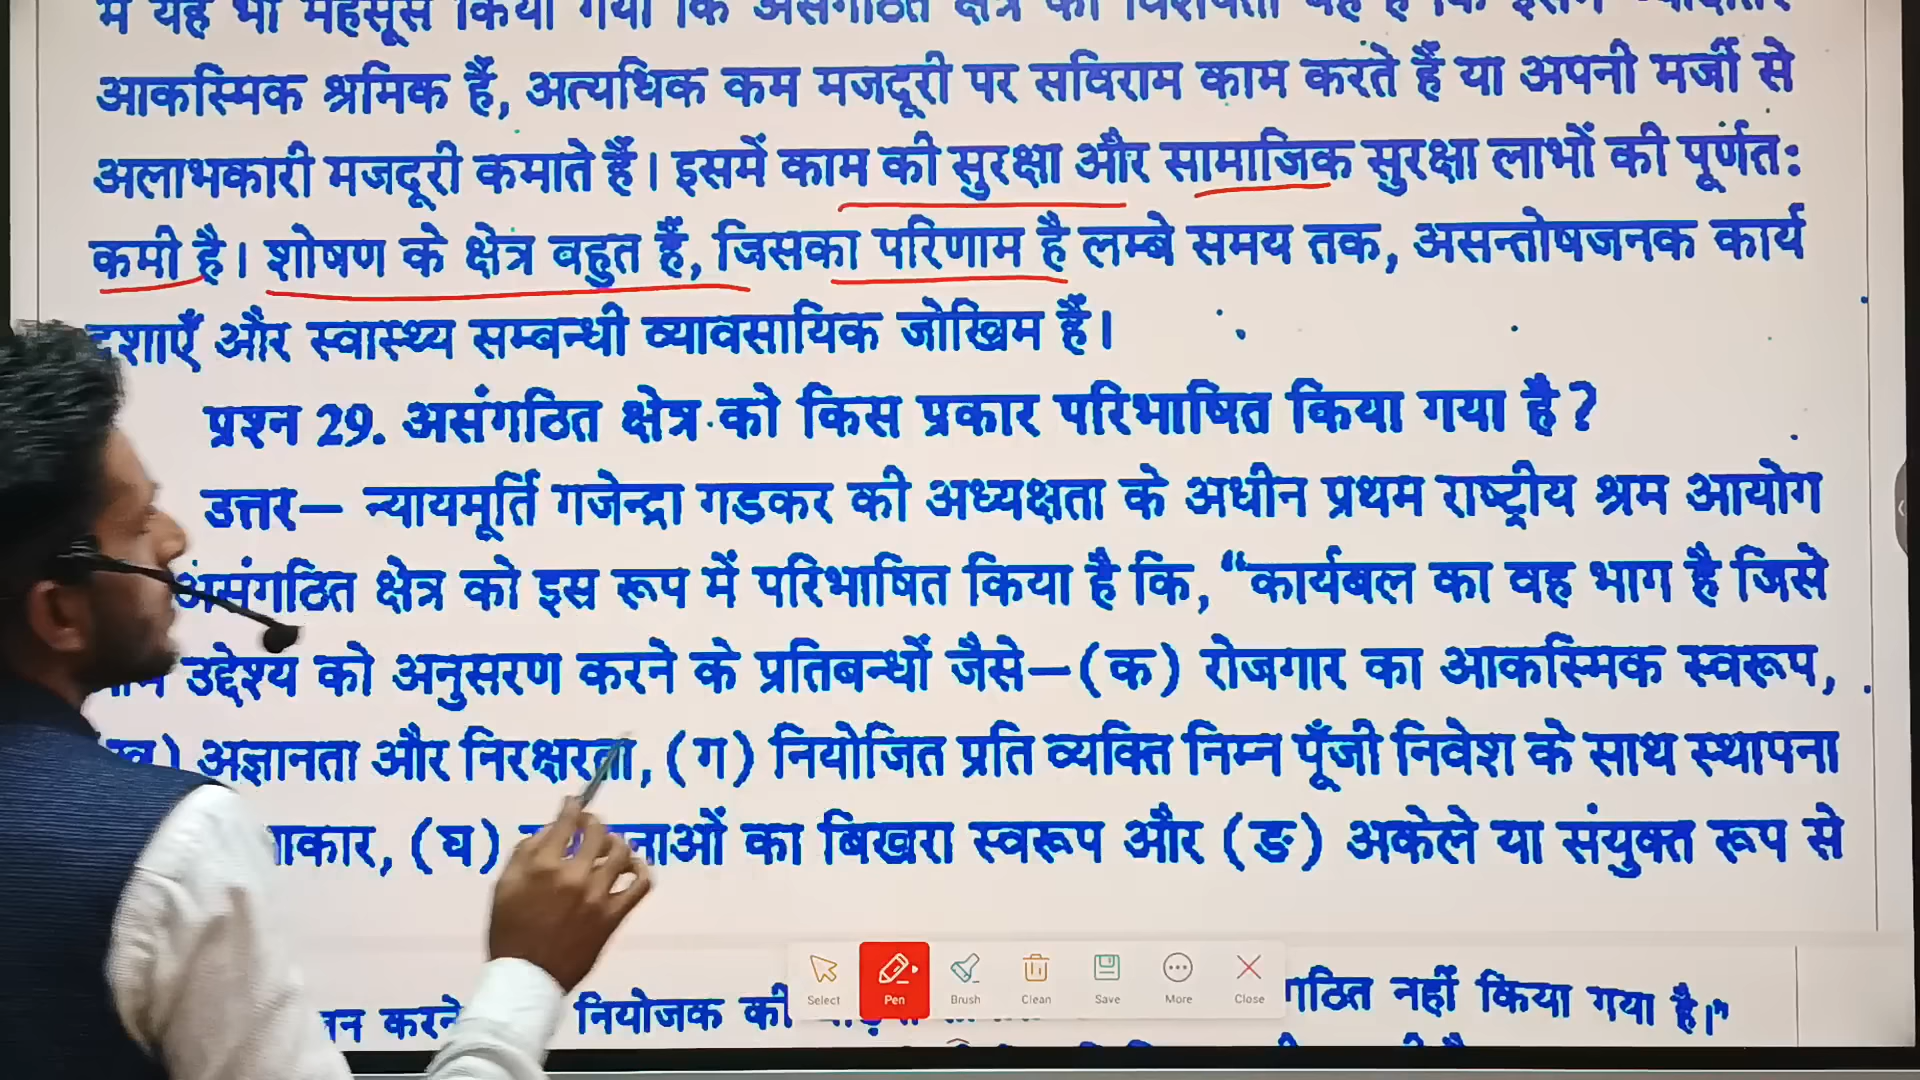 आकस्मिक श्रमिक हैं, अत्यधिक कम मजदूरी पर सविराम काम करते हैं या अपनी मर्जी से
अलाभकारी मजदूरी कमाते हैं। इसमें काम की सुरक्षा और सामाजिक सुरक्षा लाभों की पूर्णतः
कमी है। शोषण के क्षेत्र बहुत हैं, जिसका परिणाम है लम्बे समय तक, असन्तोषजनक कार्य
दशाएँ और स्वास्थ्य सम्बन्धी व्यावसायिक जोखिम हैं।
प्रश्न 29. असंगठित क्षेत्र को किस प्रकार परिभाषित किया गया है?
उत्तर– न्यायमूर्ति गजेन्द्रा गडकर की अध्यक्षता के अधीन प्रथम राष्ट्रीय श्रम आयोग
असंगठित क्षेत्र को इस रूप में परिभाषित किया है कि, “कार्यबल का वह भाग है जिसे
उद्देश्य को अनुसरण करने के प्रतिबन्धों जैसे–(क) रोजगार का आकस्मिक स्वरूप,
अज्ञानता और निरक्षरता, (ग) नियोजित प्रति व्यक्ति निम्न पूँजी निवेश के साथ स्थापना
(घ) का बिखरा स्वरूप और (ङ) अकेले या संयुक्त रूप से
नियोजक की नहीं किया गया है।”
Select Pen Brush Clean Save More Close